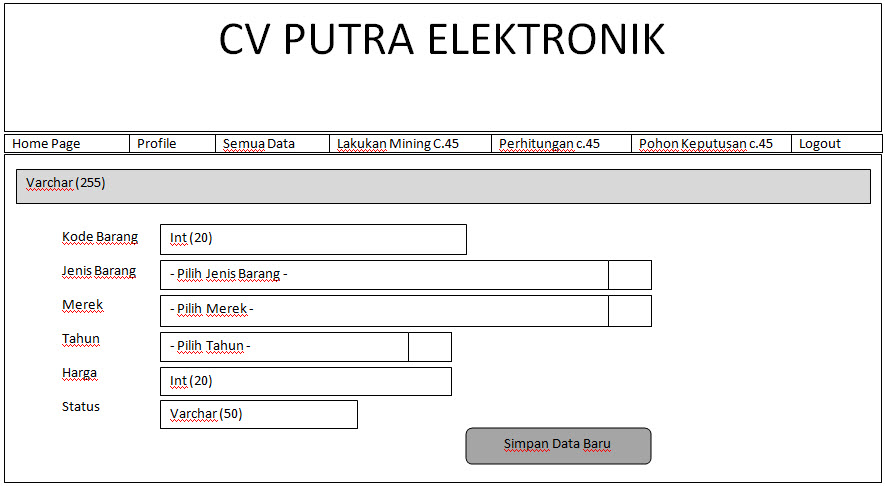 CV PUTRA ELEKTRONIK
Home Page Profile Semua Data Lakukan Mining C.45 Perhitungan c.45 Pohon Keputusan c.45 Logout
Varchar (255)
Kode Barang Int (20)
Jenis Barang - Pilih Jenis Barang -
Merek - Pilih Merek -
Tahun - Pilih Tahun -
Harga Int (20)
Status Varchar (50)
Simpan Data Baru